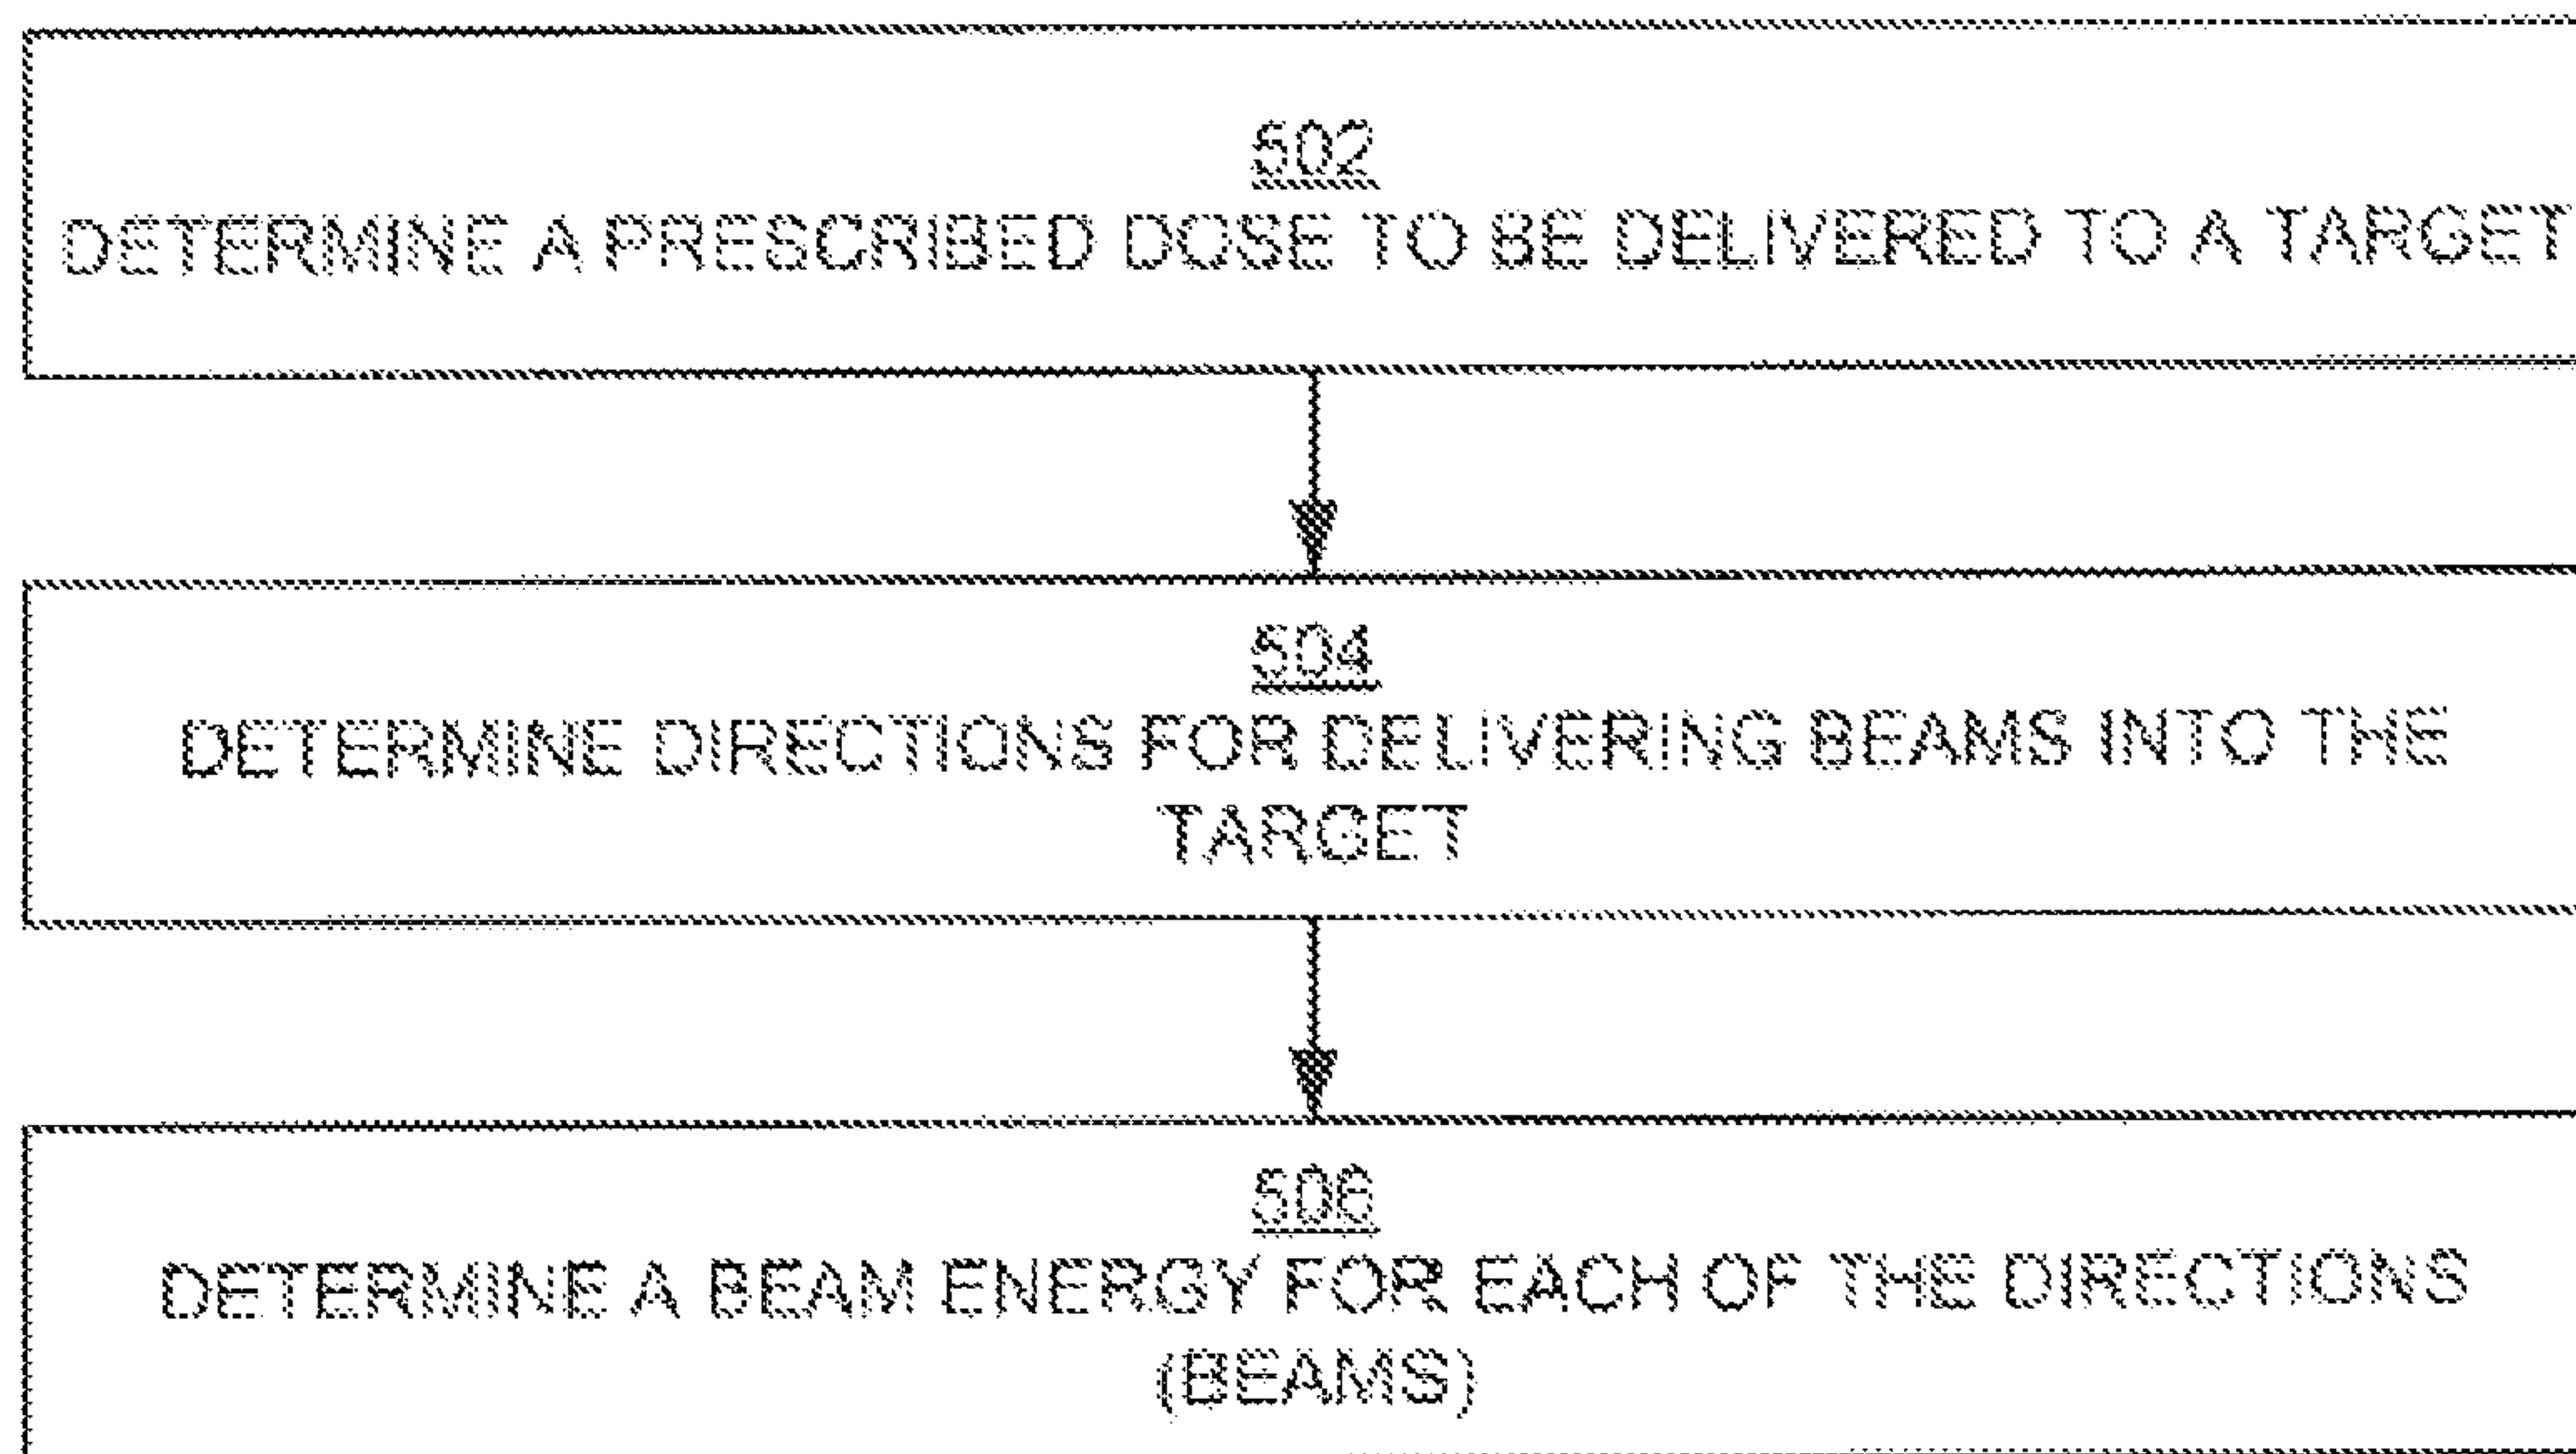 502
DETERMINE A PRESCRIBED DOSE TO BE DELIVERED TO A TARGET
504
DETERMINE DIRECTIONS FOR DELIVERING BEAMS INTO THE
TARGET
506
DETERMINE A BEAM ENERGY FOR EACH OF THE DIRECTIONS
(BEAMS)